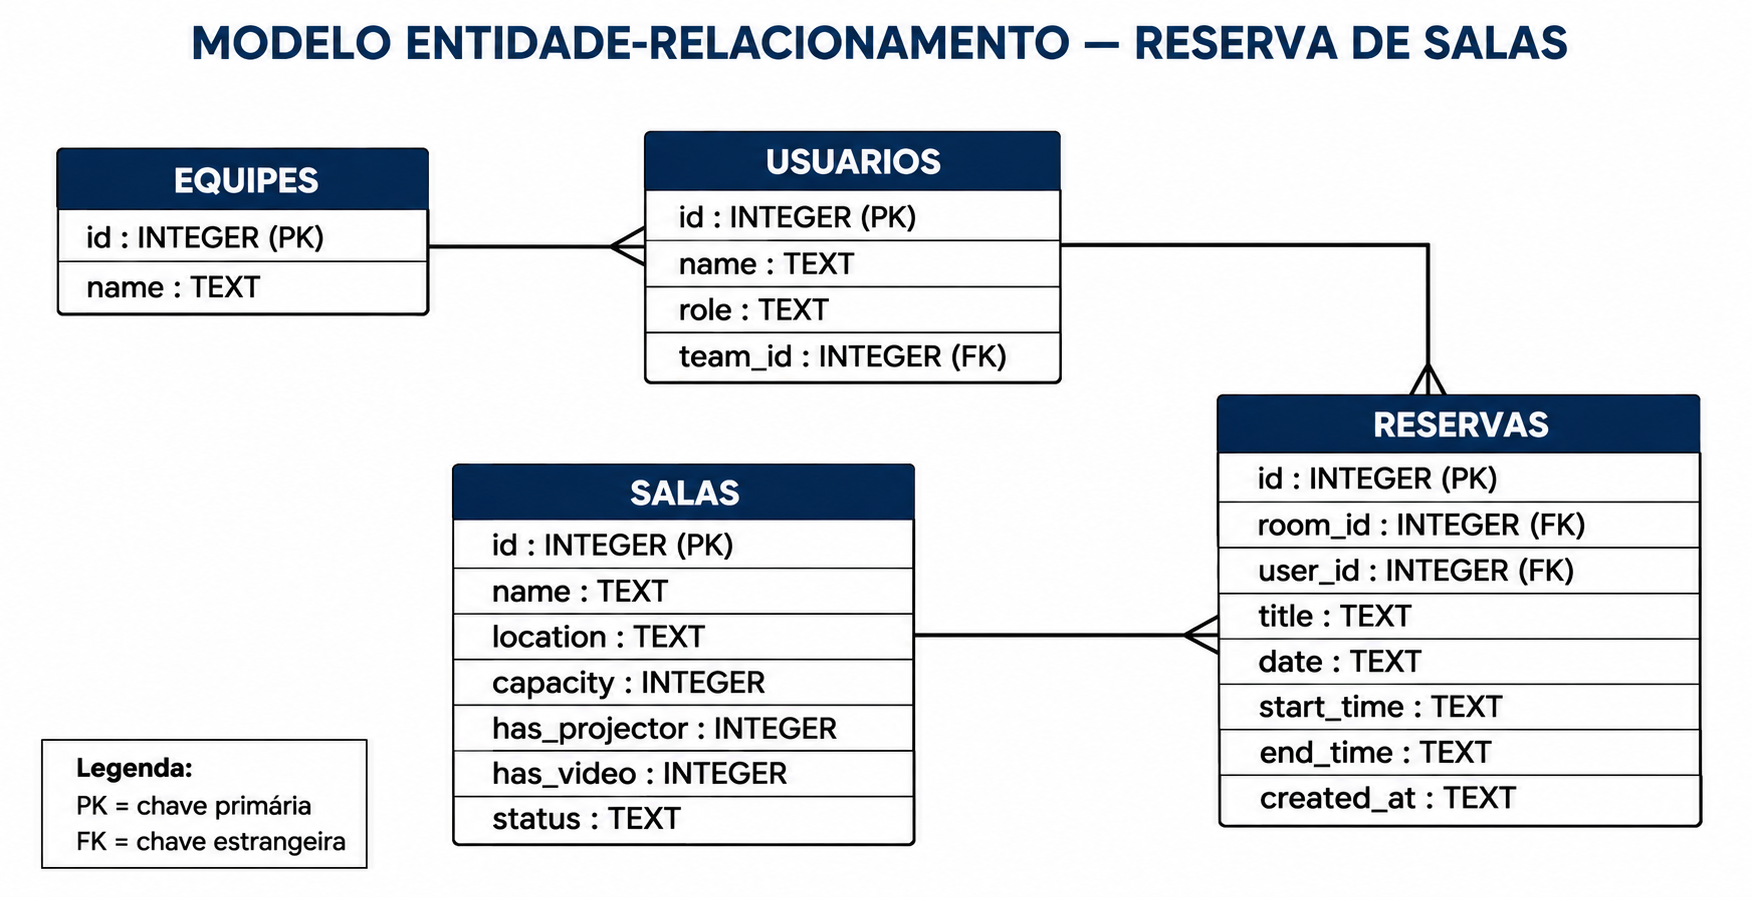 MODELO ENTIDADE-RELACIONAMENTO — RESERVA DE SALAS
EQUIPES
id : INTEGER (PK)
name : TEXT
USUARIOS
id : INTEGER (PK)
name : TEXT
role : TEXT
team_id : INTEGER (FK)
SALAS
id : INTEGER (PK)
name : TEXT
location : TEXT
capacity : INTEGER
has_projector : INTEGER
has_video : INTEGER
status : TEXT
RESERVAS
id : INTEGER (PK)
room_id : INTEGER (FK)
user_id : INTEGER (FK)
title : TEXT
date : TEXT
start_time : TEXT
end_time : TEXT
created_at : TEXT
Legenda:
PK = chave primária
FK = chave estrangeira